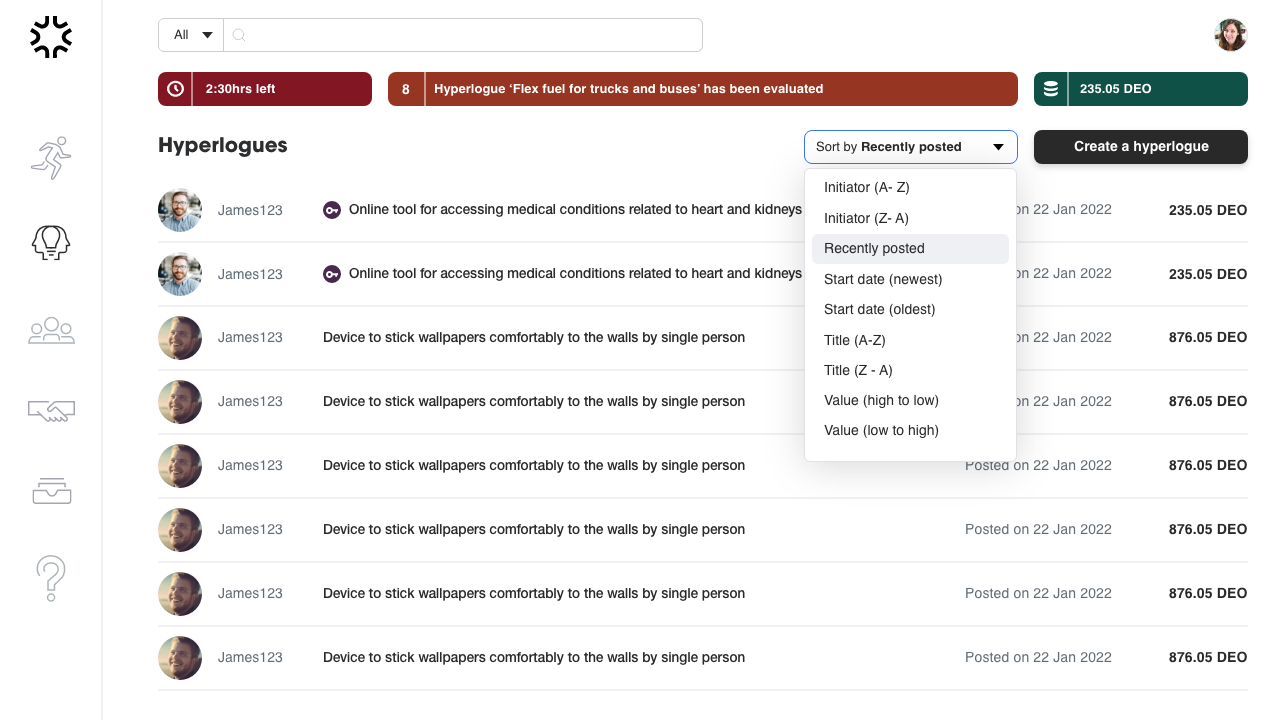 All
2:30hrs left
8 Hyperlogue ‘Flex fuel for trucks and buses’ has been evaluated
235.05 DEO
Hyperlogues
Sort by Recently posted
Create a hyperlogue
Initiator (A- Z)
Initiator (Z- A)
Recently posted
Start date (newest)
Start date (oldest)
Title (A-Z)
Title (Z - A)
Value (high to low)
Value (low to high)
James123 Online tool for accessing medical conditions related to heart and kidneys on 22 Jan 2022 235.05 DEO
James123 Online tool for accessing medical conditions related to heart and kidneys on 22 Jan 2022 235.05 DEO
James123 Device to stick wallpapers comfortably to the walls by single person on 22 Jan 2022 876.05 DEO
James123 Device to stick wallpapers comfortably to the walls by single person on 22 Jan 2022 876.05 DEO
James123 Device to stick wallpapers comfortably to the walls by single person Posted on 22 Jan 2022 876.05 DEO
James123 Device to stick wallpapers comfortably to the walls by single person Posted on 22 Jan 2022 876.05 DEO
James123 Device to stick wallpapers comfortably to the walls by single person Posted on 22 Jan 2022 876.05 DEO
James123 Device to stick wallpapers comfortably to the walls by single person Posted on 22 Jan 2022 876.05 DEO